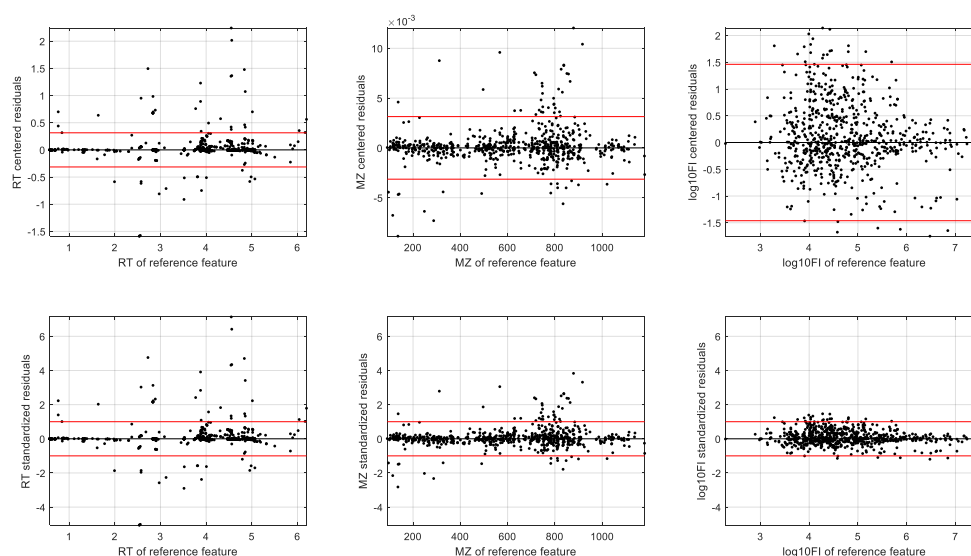 ×10⁻³
2
1.5
1
0.5
0
-0.5
-1
-1.5
RT centered residuals
1 2 3 4 5 6
RT of reference feature
10
5
0
-5
MZ centered residuals
200 400 600 800 1000
MZ of reference feature
2
1.5
1
0.5
0
-0.5
-1
-1.5
log10FI centered residuals
3 4 5 6 7
log10FI of reference feature
6
4
2
0
-2
-4
RT standardized residuals
1 2 3 4 5 6
RT of reference feature
6
4
2
0
-2
-4
MZ standardized residuals
200 400 600 800 1000
MZ of reference feature
6
4
2
0
-2
-4
log10FI standardized residuals
3 4 5 6 7
log10FI of reference feature